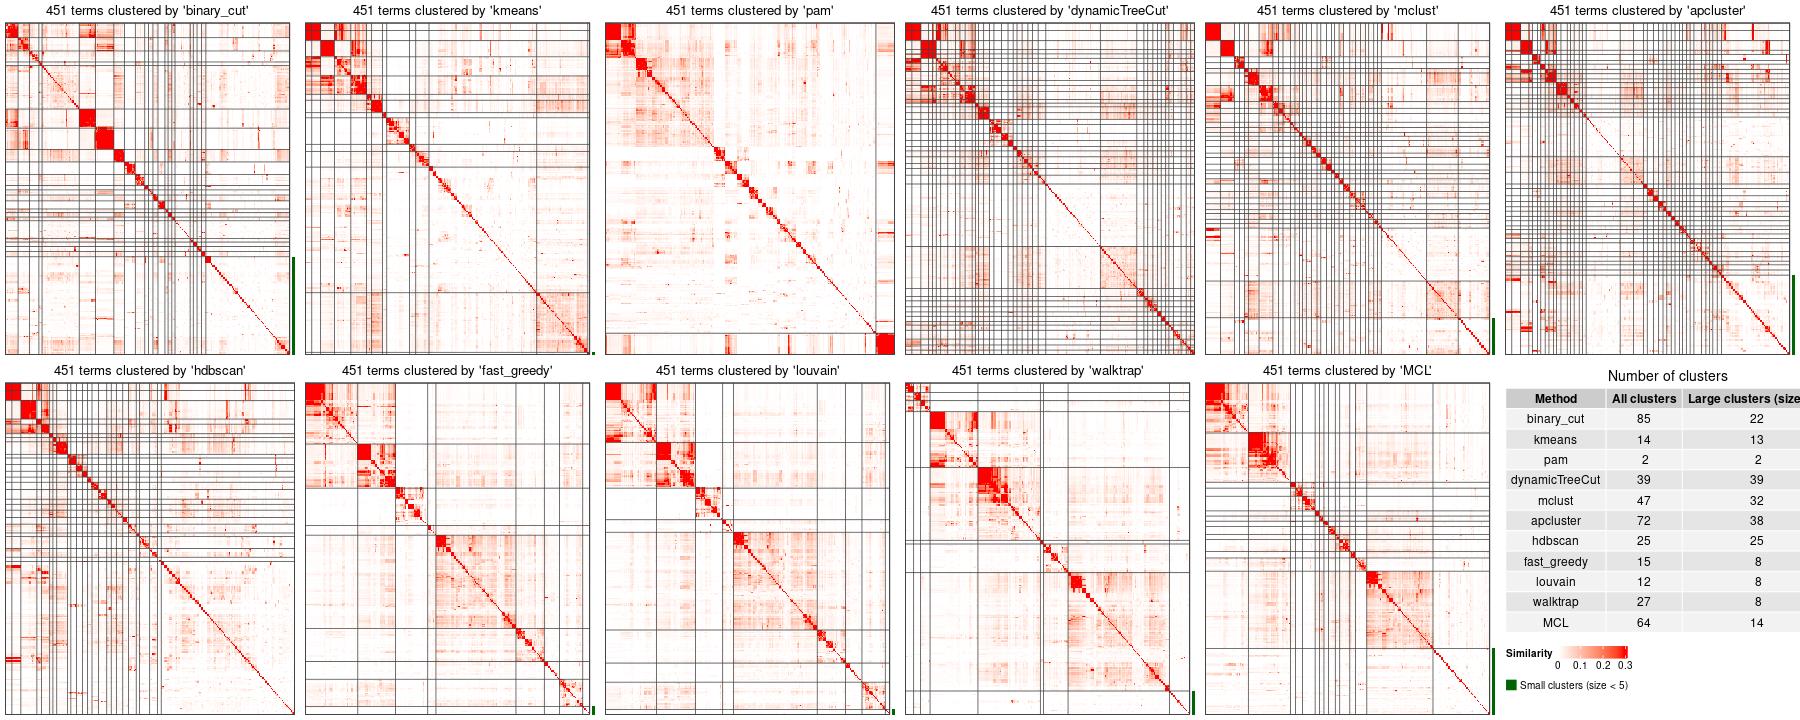 451 terms clustered by 'binary_cut'
451 terms clustered by 'kmeans'
451 terms clustered by 'pam'
451 terms clustered by 'dynamicTreeCut'
451 terms clustered by 'mclust'
451 terms clustered by 'apcluster'
451 terms clustered by 'hdbscan'
451 terms clustered by 'fast_greedy'
451 terms clustered by 'louvain'
451 terms clustered by 'walktrap'
451 terms clustered by 'MCL'
Number of clusters
Method All clusters Large clusters (size
binary_cut 85 22
kmeans 14 13
pam 2 2
dynamicTreeCut 39 39
mclust 47 32
apcluster 72 38
hdbscan 25 25
fast_greedy 15 8
louvain 12 8
walktrap 27 8
MCL 64 14
Similarity
0 0.1 0.2 0.3
Small clusters (size < 5)